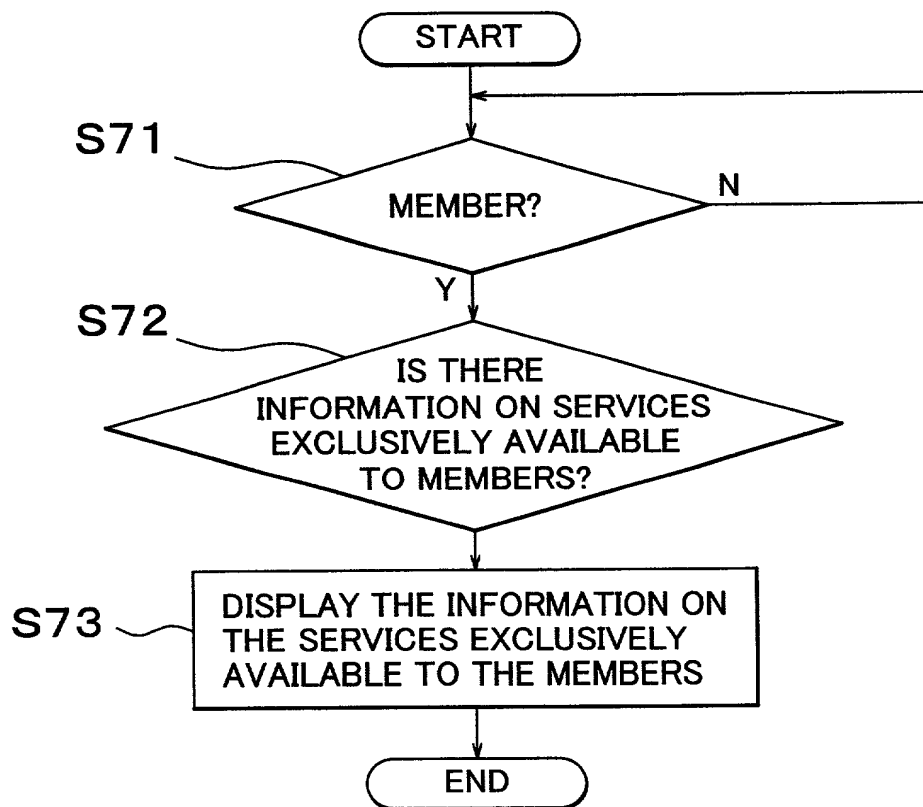 START
S71
MEMBER?
N
Y
S72
IS THERE
INFORMATION ON SERVICES
EXCLUSIVELY AVAILABLE
TO MEMBERS?
S73
DISPLAY THE INFORMATION ON
THE SERVICES EXCLUSIVELY
AVAILABLE TO THE MEMBERS
END